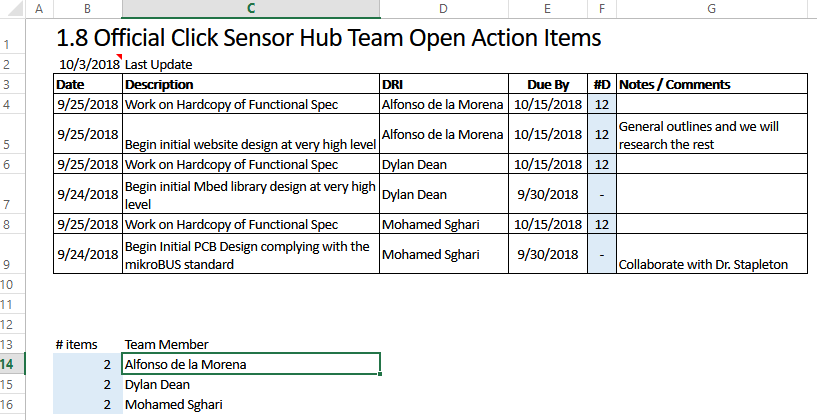 A B C D E F G
1 1.8 Official Click Sensor Hub Team Open Action Items
2 10/3/2018 Last Update
3 Date Description DRI Due By #D Notes / Comments
4 9/25/2018 Work on Hardcopy of Functional Spec Alfonso de la Morena 10/15/2018 12
9/25/2018 Alfonso de la Morena 10/15/2018 12 General outlines and we will
5 Begin initial website design at very high level research the rest
6 9/25/2018 Work on Hardcopy of Functional Spec Dylan Dean 10/15/2018 12
9/24/2018 Begin initial Mbed library design at very high Dylan Dean 9/30/2018 -
7 level
8 9/25/2018 Work on Hardcopy of Functional Spec Mohamed Sghari 10/15/2018 12
9/24/2018 Begin Initial PCB Design complying with the Mohamed Sghari 9/30/2018 -
9 mikroBUS standard Collaborate with Dr. Stapleton
10
11
12
13 # items Team Member
14 2 Alfonso de la Morena
15 2 Dylan Dean
16 2 Mohamed Sghari